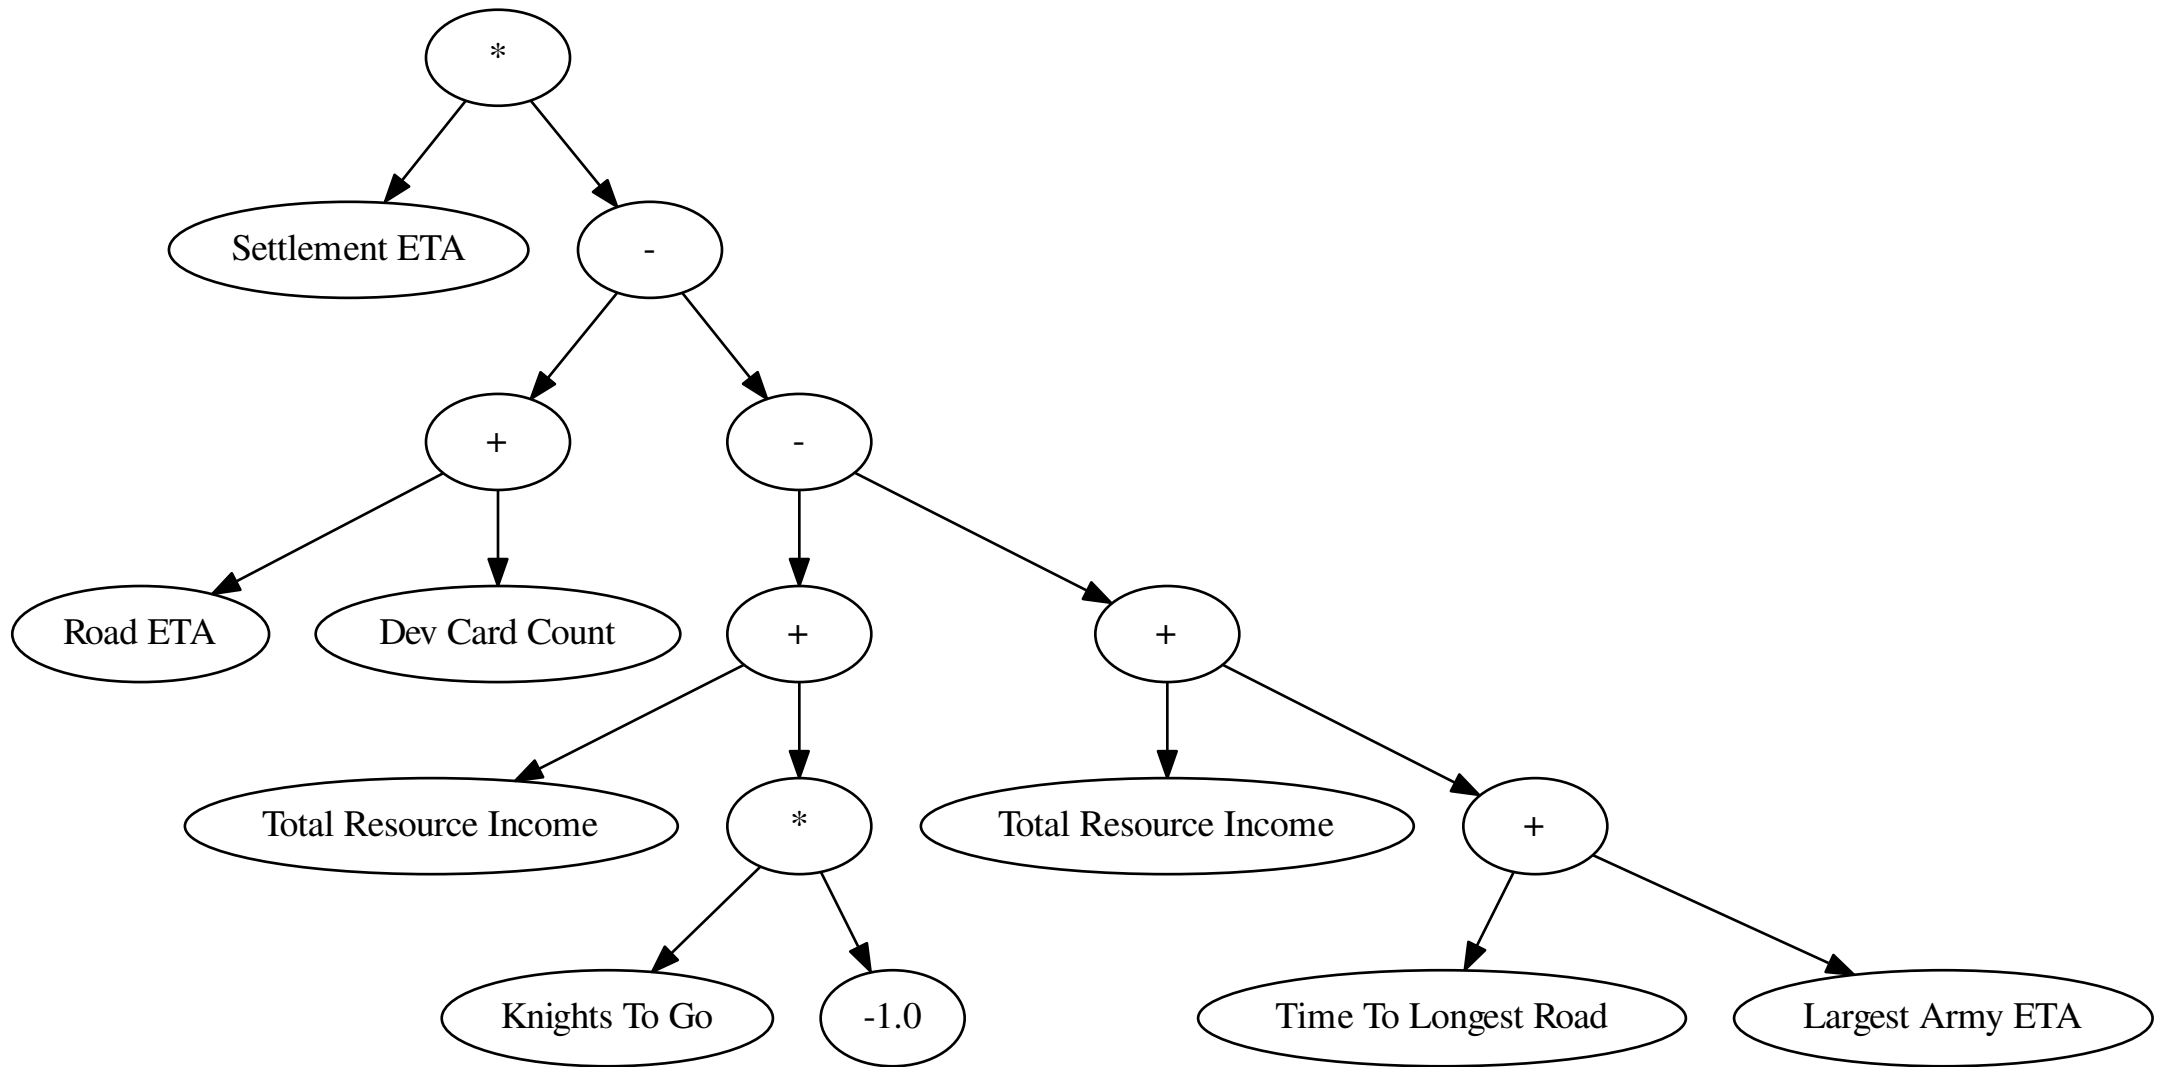 *
Settlement ETA
-
+
-
Road ETA
Dev Card Count
+
+
Total Resource Income
*
Total Resource Income
+
Knights To Go
-1.0
Time To Longest Road
Largest Army ETA